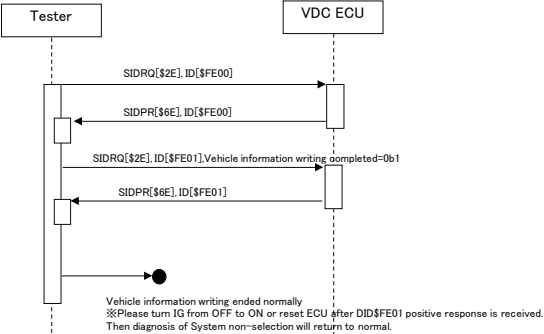 Tester
VDC ECU
SIDRQ[$2E], ID[$FE00]
SIDPR[$6E], ID[$FE00]
SIDRQ[$2E], ID[$FE01],Vehicle information writing completed=0b1
SIDPR[$6E], ID[$FE01]
Vehicle information writing ended normally
※Please turn IG from OFF to ON or reset ECU after DID$FE01 positive response is received.
Then diagnosis of System non-selection will return to normal.